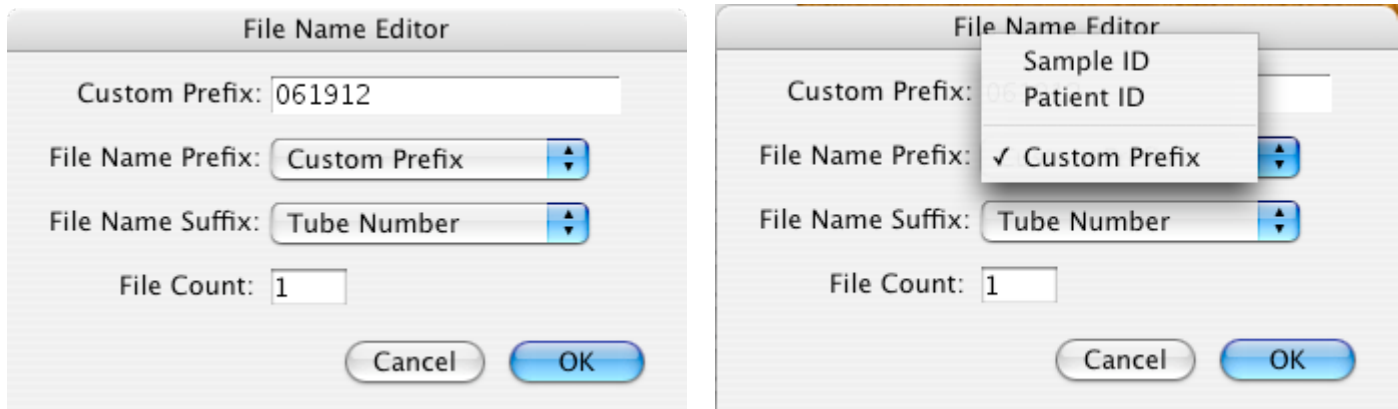 File Name Editor
Custom Prefix: 061912
File Name Prefix: Custom Prefix
File Name Suffix: Tube Number
File Count: 1
Cancel OK
File Name Editor
Sample ID
Custom Prefix:
Patient ID
File Name Prefix: ✓ Custom Prefix
File Name Suffix: Tube Number
File Count: 1
Cancel OK